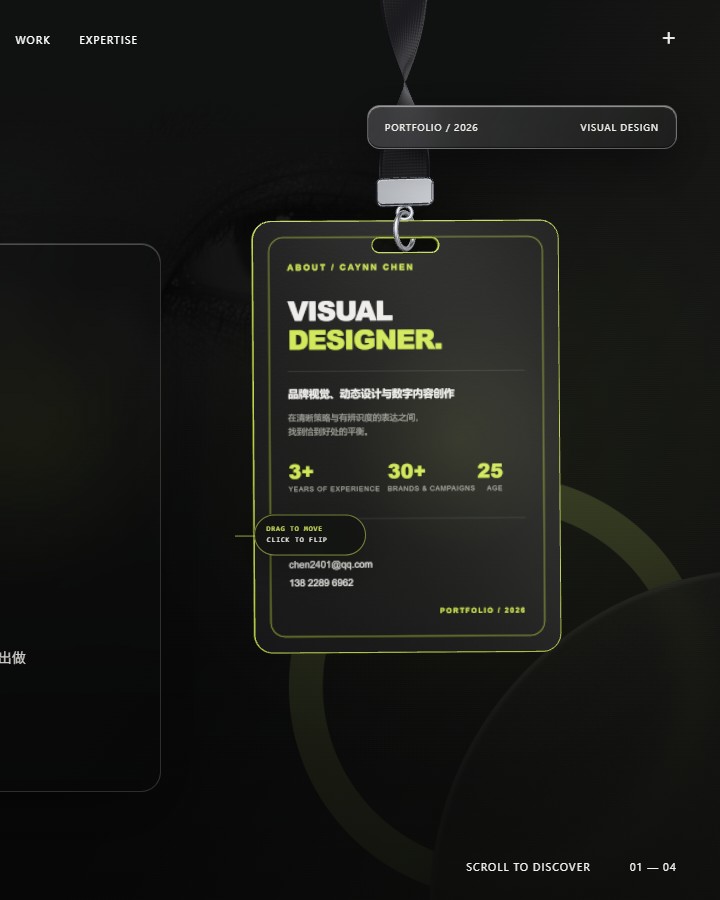 WORK
EXPERTISE
+
PORTFOLIO / 2026
VISUAL DESIGN
ABOUT / CAYNN CHEN
VISUAL
DESIGNER.
品牌视觉、动态设计与数字内容创作
在清晰策略与有辨识度的表达之间，
找到恰到好处的平衡。
3+
YEARS OF EXPERIENCE
30+
BRANDS & CAMPAIGNS
25
AGE
DRAG TO MOVE
CLICK TO FLIP
chen2401@qq.com
138 2289 6962
PORTFOLIO / 2026
出做
SCROLL TO DISCOVER
01 — 04